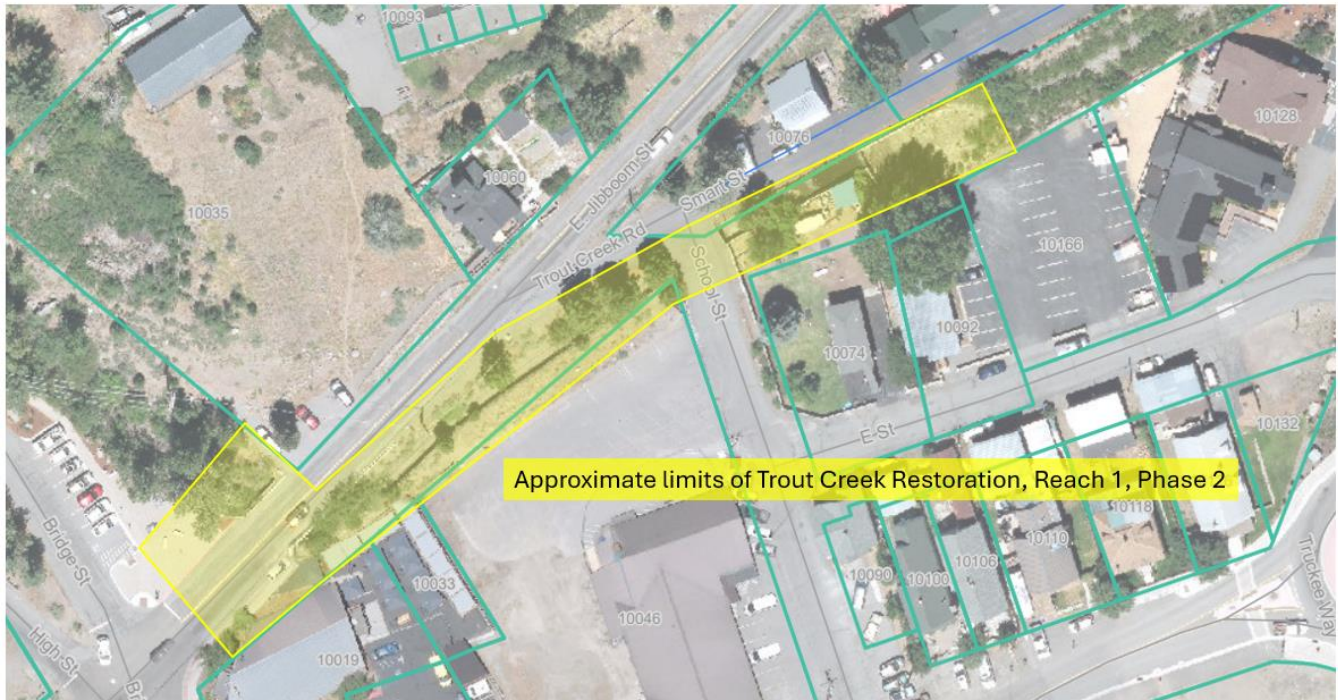 10093
10128
10076
10060
E. Jibboom St
10035
Smart St
Trout Creek Rd
School St
10166
10092
10074
E St
10132
Approximate limits of Trout Creek Restoration, Reach 1, Phase 2
10118
10110
Bridge St
10033
10106
10090
10100
Truckee Way
10046
High St
10019